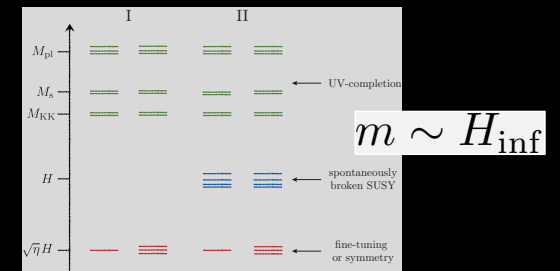 I II
M_pl
UV-completion
M_s
M_KK
m ∼ H_inf
H
spontaneously
broken SUSY
√η H
fine-tuning
or symmetry